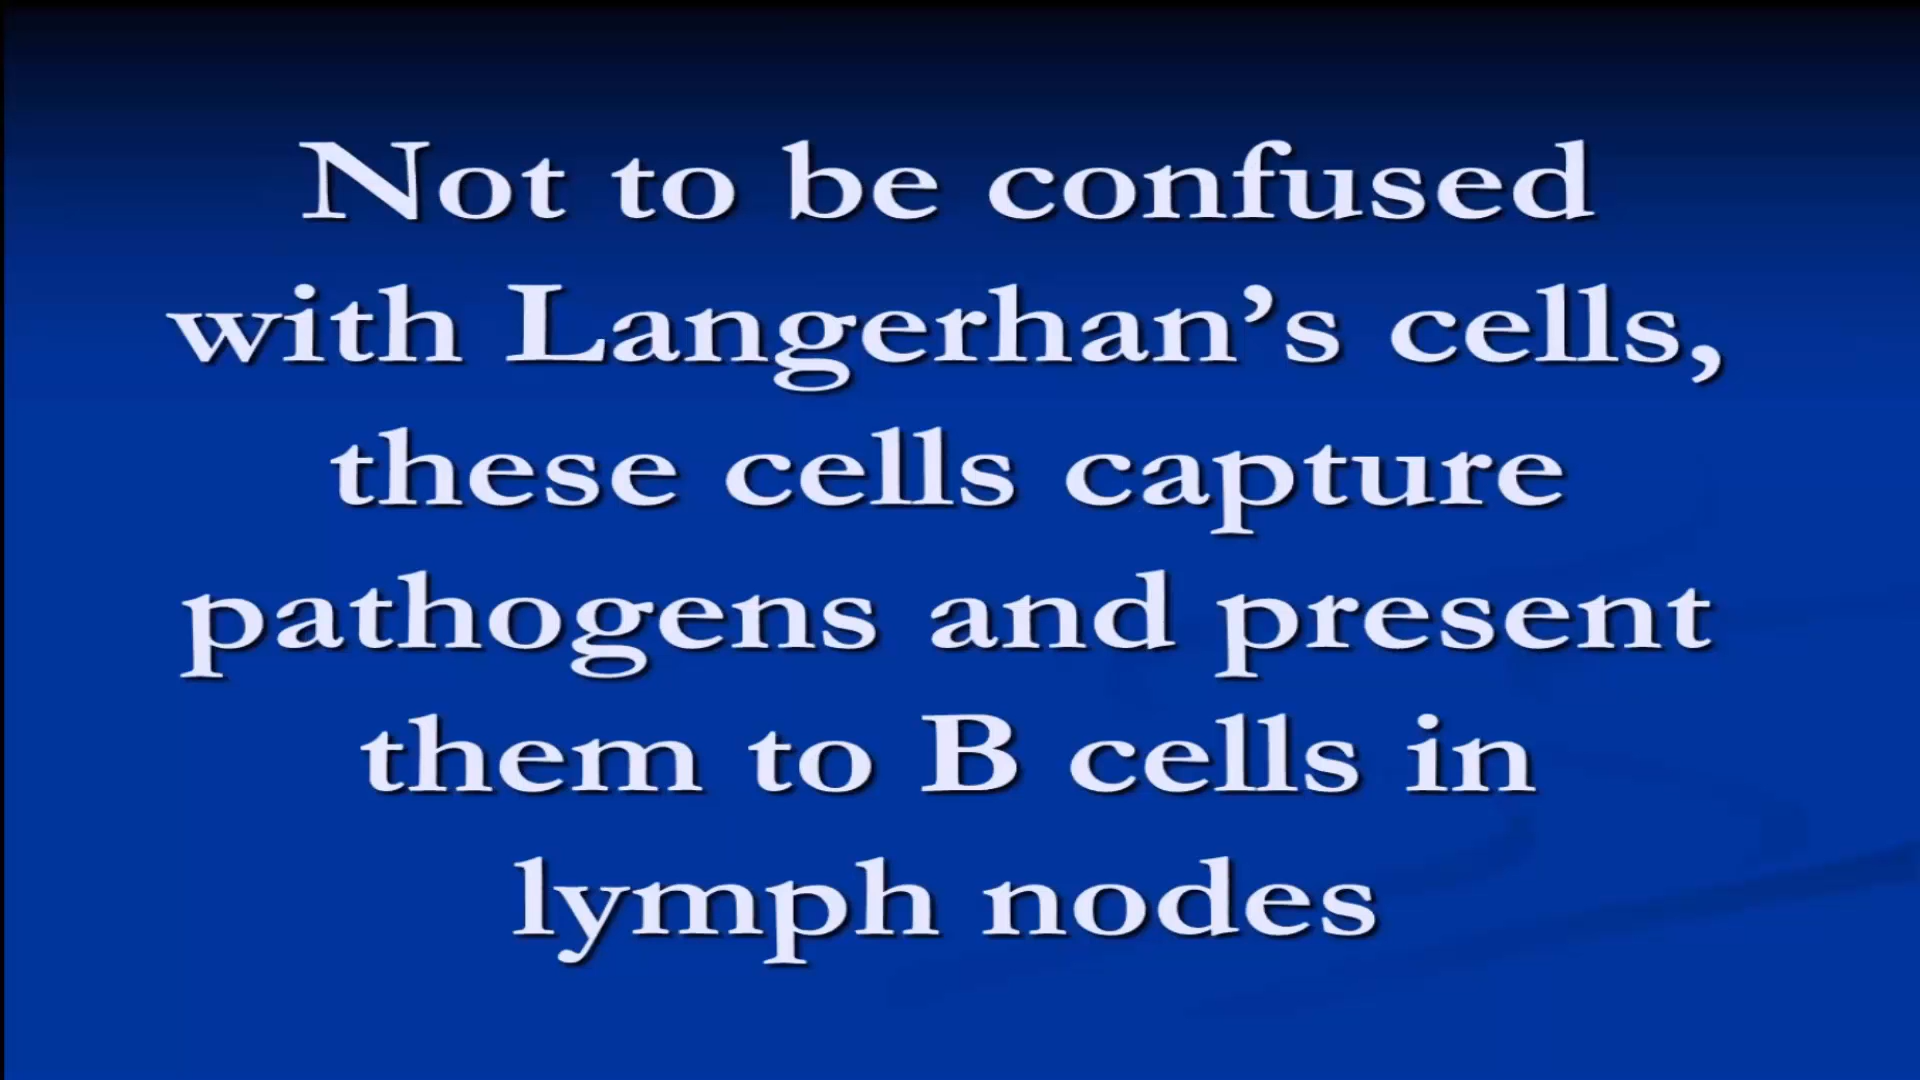 Not to be confused
with Langerhan’s cells,
these cells capture
pathogens and present
them to B cells in
lymph nodes